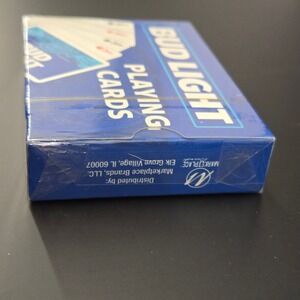 BUD LIGHT
PLAYING
CARDS
Distributed by:
Marketplace Brands, LLC.
Elk Grove Village, IL 60007
MARKETPLACE